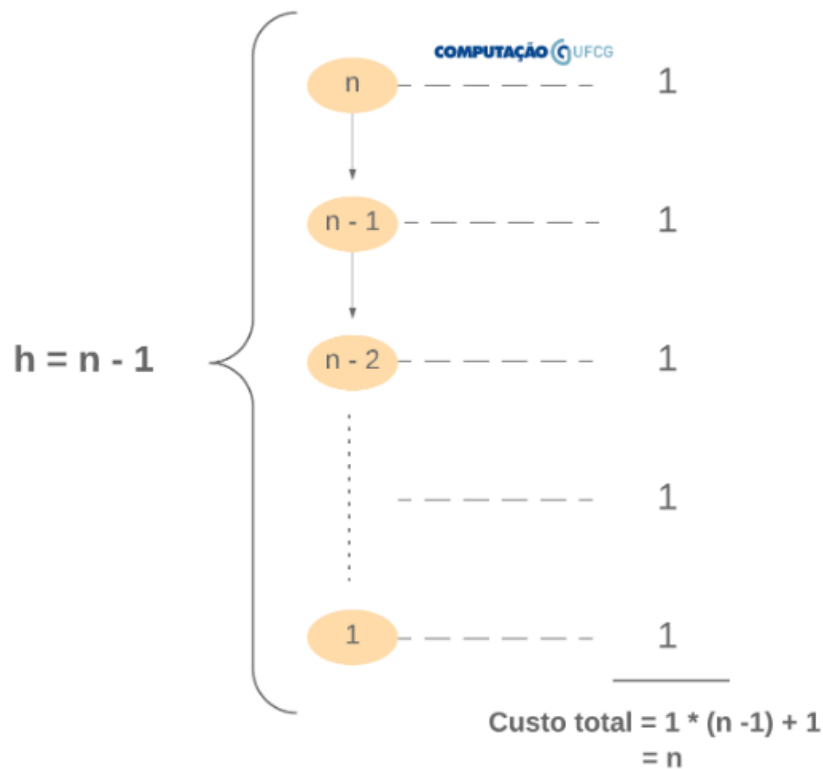 COMPUTAÇÃO UFCG
n 1
n - 1 1
h = n - 1 n - 2 1
1
1 1
Custo total = 1 * (n -1) + 1
= n